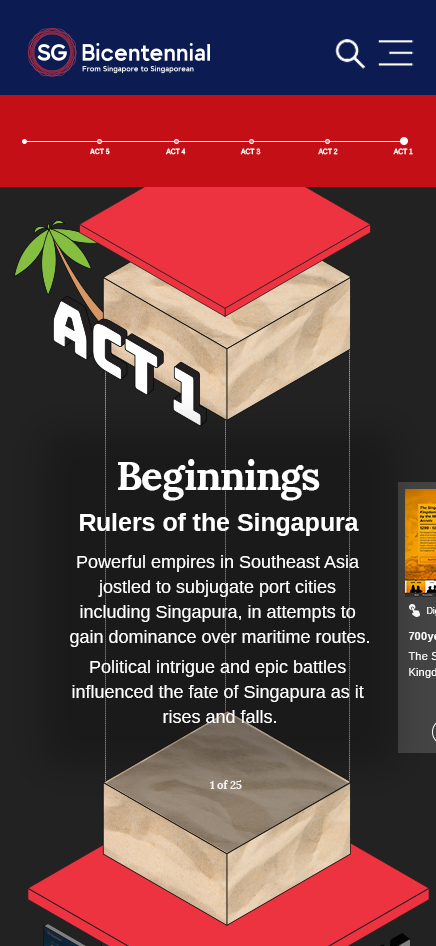 SG Bicentennial
From Singapore to Singaporean
ACT 5 ACT 4 ACT 3 ACT 2 ACT 1
ACT 1
Beginnings
Rulers of the Singapura
Powerful empires in Southeast Asia
jostled to subjugate port cities
including Singapura, in attempts to
gain dominance over maritime routes.
Political intrigue and epic battles
influenced the fate of Singapura as it
rises and falls.
1 of 25
700ye
The S
Kingd